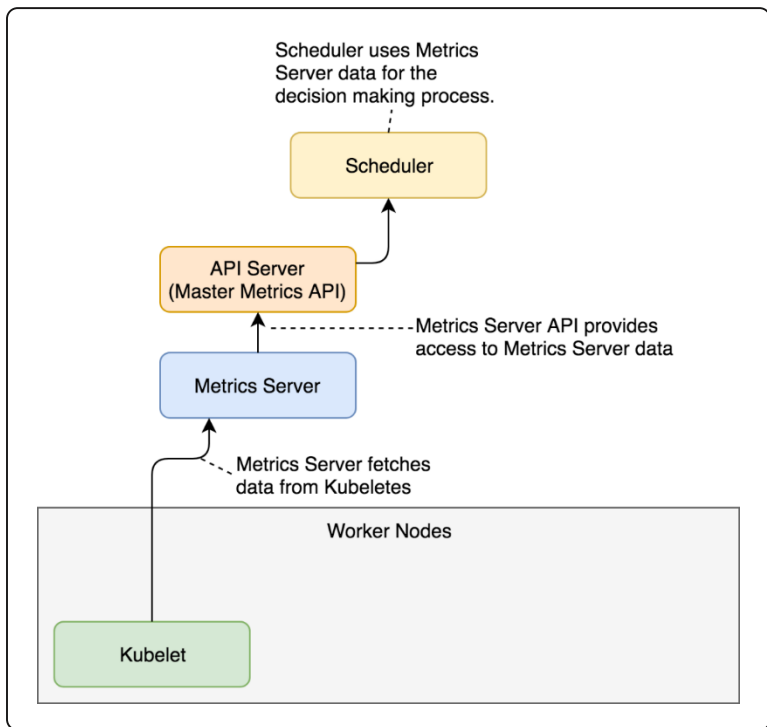 Scheduler uses Metrics
Server data for the
decision making process.
Scheduler
API Server
(Master Metrics API)
Metrics Server API provides
access to Metrics Server data
Metrics Server
Metrics Server fetches
data from Kubeletes
Worker Nodes
Kubelet